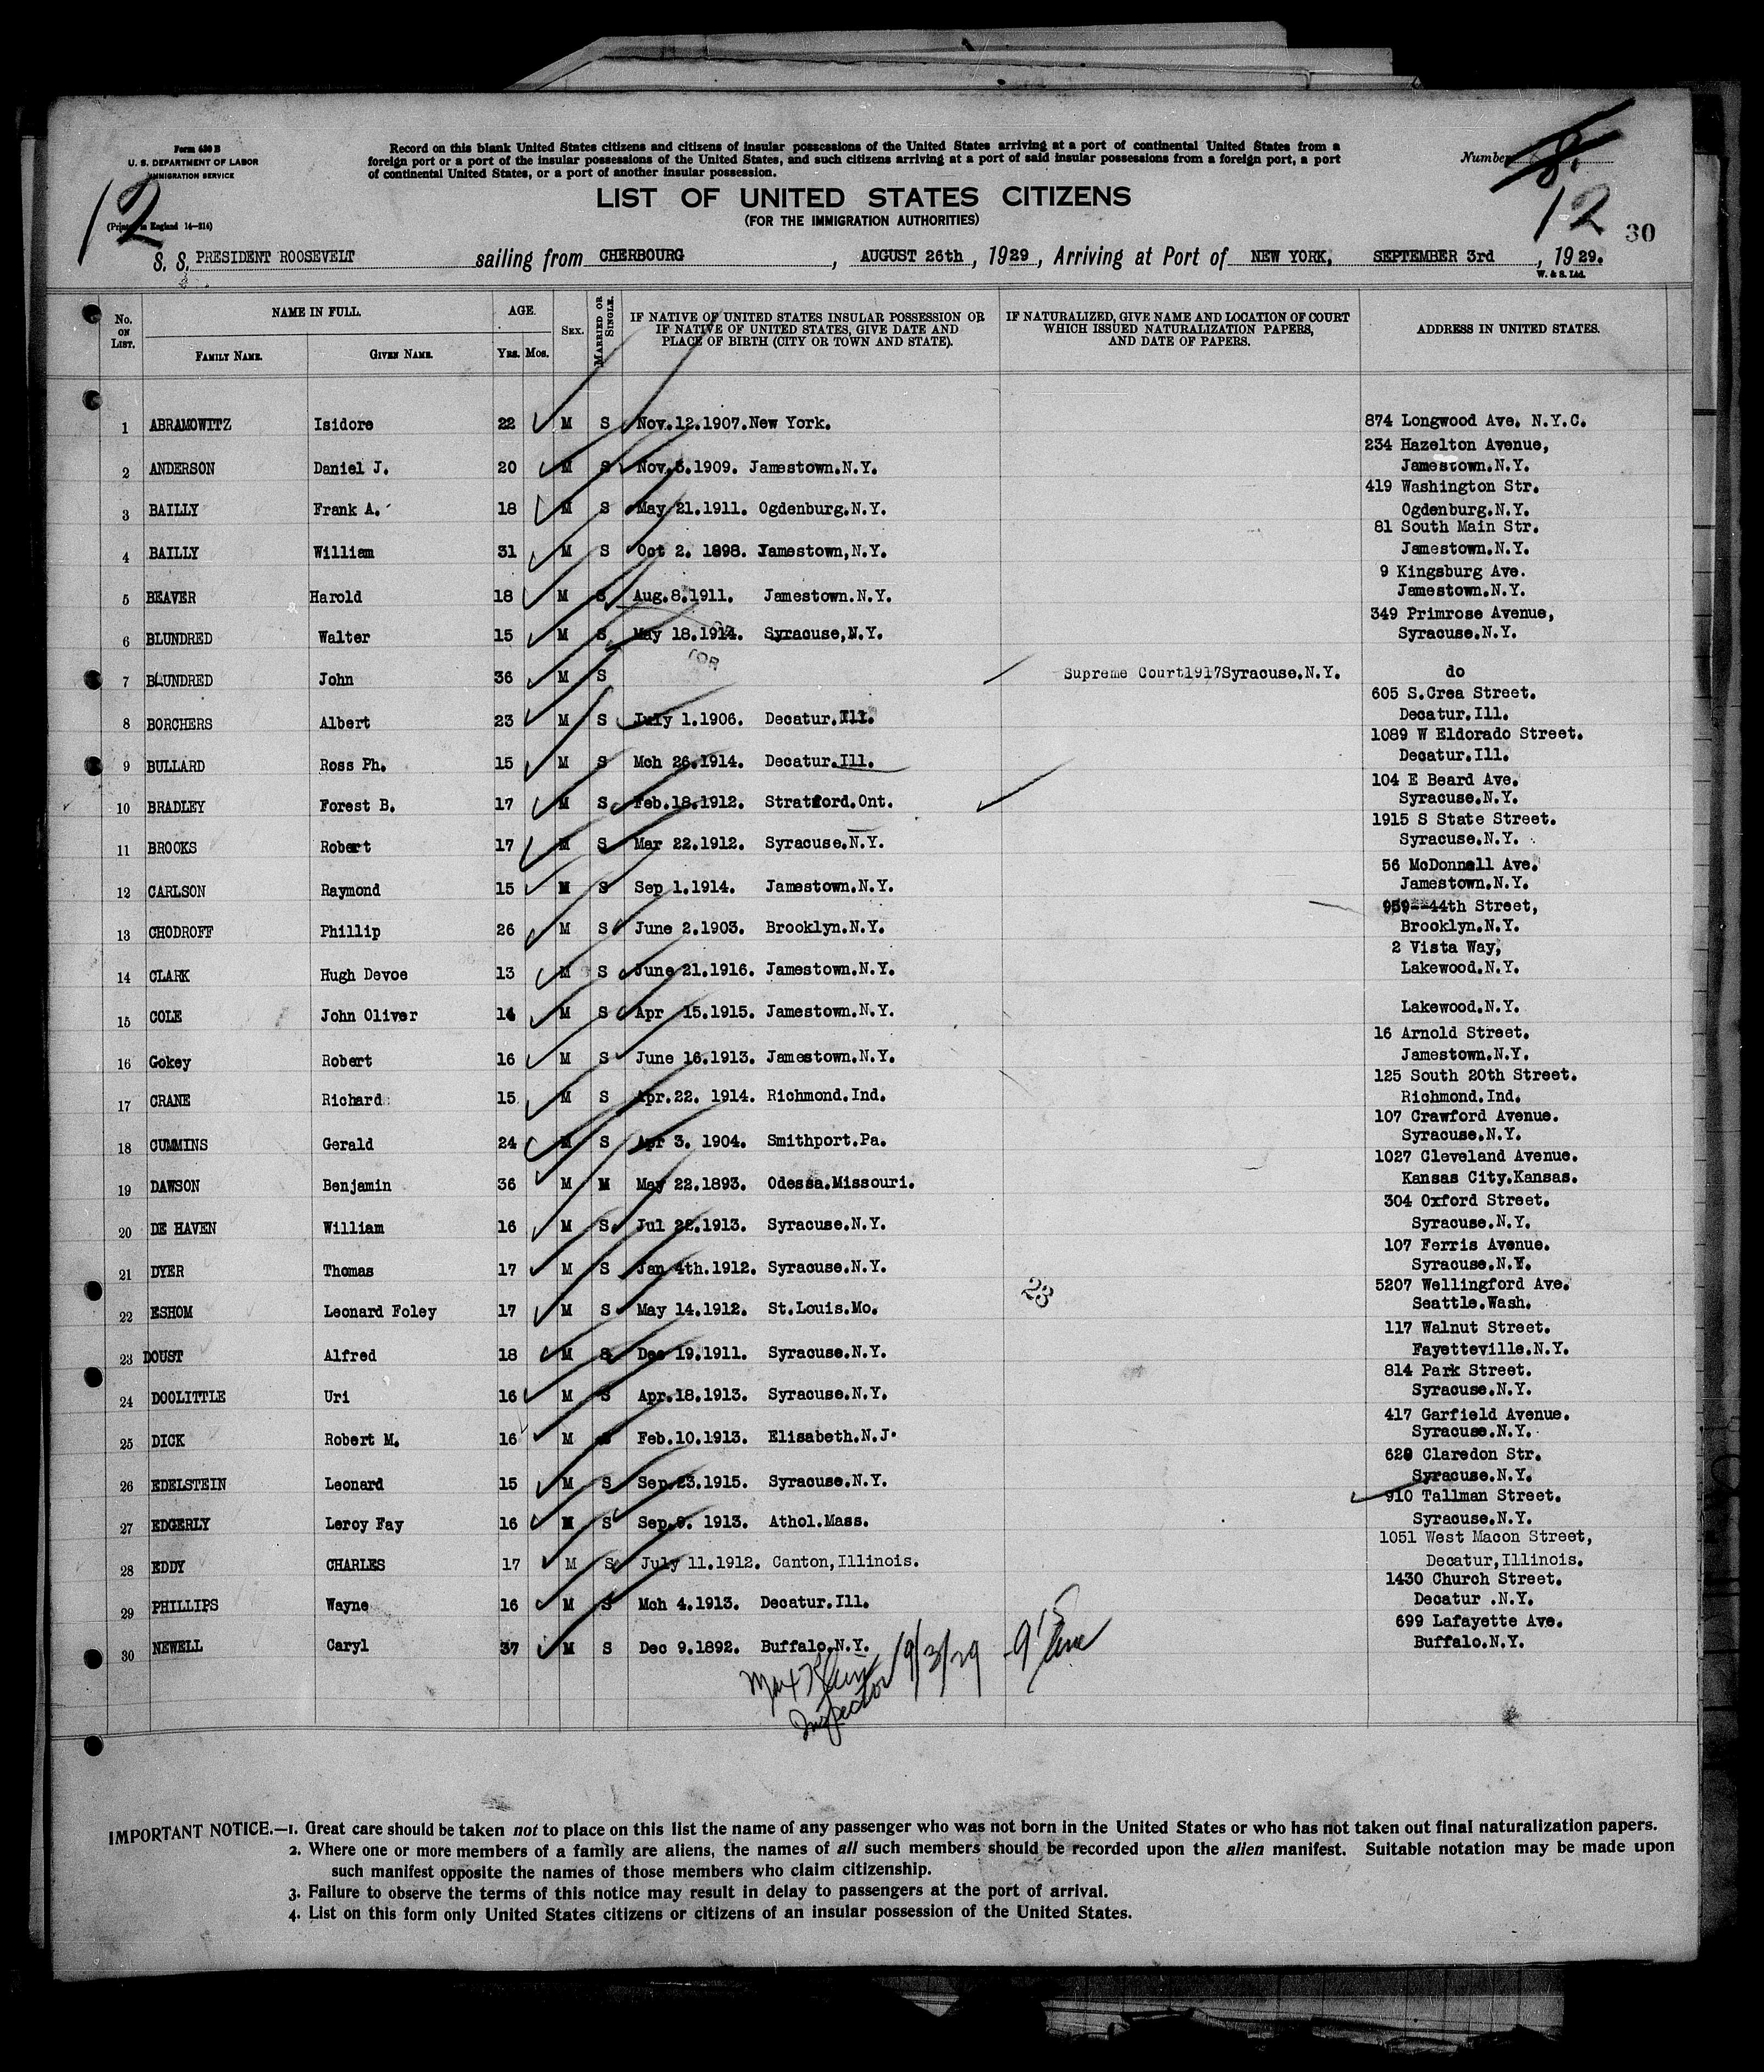 Form 630 B
U. S. DEPARTMENT OF LABOR
IMMIGRATION SERVICE
(Printed in England 14—214)
12
Record on this blank United States citizens and citizens of insular possessions of the United States arriving at a port of continental United States from a
foreign port or a port of the insular possessions of the United States, and such citizens arriving at a port of said insular possessions from a foreign port, a port
of continental United States, or a port of another insular possession.
LIST OF UNITED STATES CITIZENS
(FOR THE IMMIGRATION AUTHORITIES)
Number 8.
12
30
S. S. PRESIDENT ROOSEVELT sailing from CHERBOURG, AUGUST 26th, 1929, Arriving at Port of NEW YORK, SEPTEMBER 3rd, 1929.
W. & S. Ltd.
No. ON LIST. NAME IN FULL. FAMILY NAME. GIVEN NAME. AGE. YRS. MOS. SEX. MARRIED OR SINGLE. IF NATIVE OF UNITED STATES INSULAR POSSESSION OR IF NATIVE OF UNITED STATES, GIVE DATE AND PLACE OF BIRTH (CITY OR TOWN AND STATE). IF NATURALIZED, GIVE NAME AND LOCATION OF COURT WHICH ISSUED NATURALIZATION PAPERS, AND DATE OF PAPERS. ADDRESS IN UNITED STATES.
1 ABRAMOWITZ Isidore 22 M S Nov.12.1907.New York. 874 Longwood Ave. N.Y.C.
234 Hazelton Avenue,
2 ANDERSON Daniel J. 20 M S Nov.5.1909. Jamestown.N.Y. Jamestown.N.Y.
419 Washington Str.
3 BAILLY Frank A. 18 M S May 21.1911. Ogdenburg.N.Y. Ogdenburg.N.Y.
81 South Main Str.
4 BAILLY William 31 M S Oct 2. 1898. Jamestown,N.Y. Jamestown.N.Y.
9 Kingsburg Ave.
5 BEAVER Harold 18 M S Aug.8.1911. Jamestown.N.Y. Jamestown.N.Y.
349 Primrose Avenue,
6 BLUNDRED Walter 15 M S May 18.1914. Syracuse,N.Y. Syracuse.N.Y.
7 BLUNDRED John 36 M S Supreme Court1917Syracuse.N.Y. do
605 S.Crea Street.
8 BORCHERS Albert 23 M S July 1.1906. Decatur.Ill. Decatur.Ill.
1089 W Eldorado Street.
9 BULLARD Ross Ph. 15 M S Mch 26.1914. Decatur.Ill. Decatur.Ill.
104 E Beard Ave.
10 BRADLEY Forest B. 17 M S Feb.18.1912. Stratford.Ont. Syracuse.N.Y.
1915 S State Street.
11 BROOKS Robert 17 M S Mar 22.1912. Syracuse.N.Y. Syracuse.N.Y.
56 McDonnell Ave.
12 CARLSON Raymond 15 M S Sep 1.1914. Jamestown.N.Y. Jamestown.N.Y.
959--44th Street,
13 CHODROFF Phillip 26 M S June 2.1903. Brooklyn.N.Y. Brooklyn.N.Y.
2 Vista Way,
14 CLARK Hugh Devoe 13 M S June 21.1916. Jamestown.N.Y. Lakewood.N.Y.
15 COLE John Oliver 14 M S Apr 15.1915. Jamestown.N.Y. Lakewood.N.Y.
16 Arnold Street.
16 Gokey Robert 16 M S June 16.1913. Jamestown.N.Y. Jamestown.N.Y.
125 South 20th Street.
17 CRANE Richard 15 M S Apr.22. 1914. Richmond.Ind. Richmond.Ind.
107 Crawford Avenue.
18 CUMMINS Gerald 24 M S Apr 3. 1904. Smithport.Pa. Syracuse.N.Y.
1027 Cleveland Avenue.
19 DAWSON Benjamin 36 M M May 22.1893. Odessa.Missouri. Kansas City.Kansas.
304 Oxford Street.
20 DE HAVEN William 16 M S. Jul 22.1913. Syracuse.N.Y. Syracuse.N.Y.
107 Ferris Avenue.
21 DYER Thomas 17 M S Jan 4th.1912. Syracuse.N.Y. Syracuse.N.Y.
5207 Wellingford Ave.
22 ESHOM Leonard Foley 17 M S May 14.1912. St.Louis.Mo. 23 Seattle.Wash.
117 Walnut Street.
23 DOUST Alfred 18 M S Dec 19.1911. Syracuse.N.Y. Fayetteville.N.Y.
814 Park Street.
24 DOOLITTLE Uri 16 M S Apr.18.1913. Syracuse.N.Y. Syracuse.N.Y.
417 Garfield Avenue.
25 DICK Robert M. 16 M S Feb.10.1913. Elisabeth.N.J. Syracuse.N.Y.
629 Claredon Str.
26 EDELSTEIN Leonard 15 M S Sep.23.1915. Syracuse.N.Y. Syracuse.N.Y.
910 Tallman Street.
27 EDGERLY Leroy Fay 16 M S Sep.9. 1913. Athol.Mass. Syracuse.N.Y.
1051 West Macon Street,
28 EDDY CHARLES 17 M S July 11.1912. Canton,Illinois. Decatur,Illinois.
1430 Church Street.
29 PHILLIPS Wayne 16 M S Mch 4.1913. Decatur.Ill. Decatur .N.Y.
699 Lafayette Ave.
30 NEWELL Caryl 37 M S Dec 9.1892. Buffalo.N.Y. Buffalo.N.Y.
Max Klein 9/3/29
Inspector
IMPORTANT NOTICE.—1. Great care should be taken not to place on this list the name of any passenger who was not born in the United States or who has not taken out final naturalization papers.
2. Where one or more members of a family are aliens, the names of all such members should be recorded upon the alien manifest. Suitable notation may be made upon
such manifest opposite the names of those members who claim citizenship.
3. Failure to observe the terms of this notice may result in delay to passengers at the port of arrival.
4. List on this form only United States citizens or citizens of an insular possession of the United States.